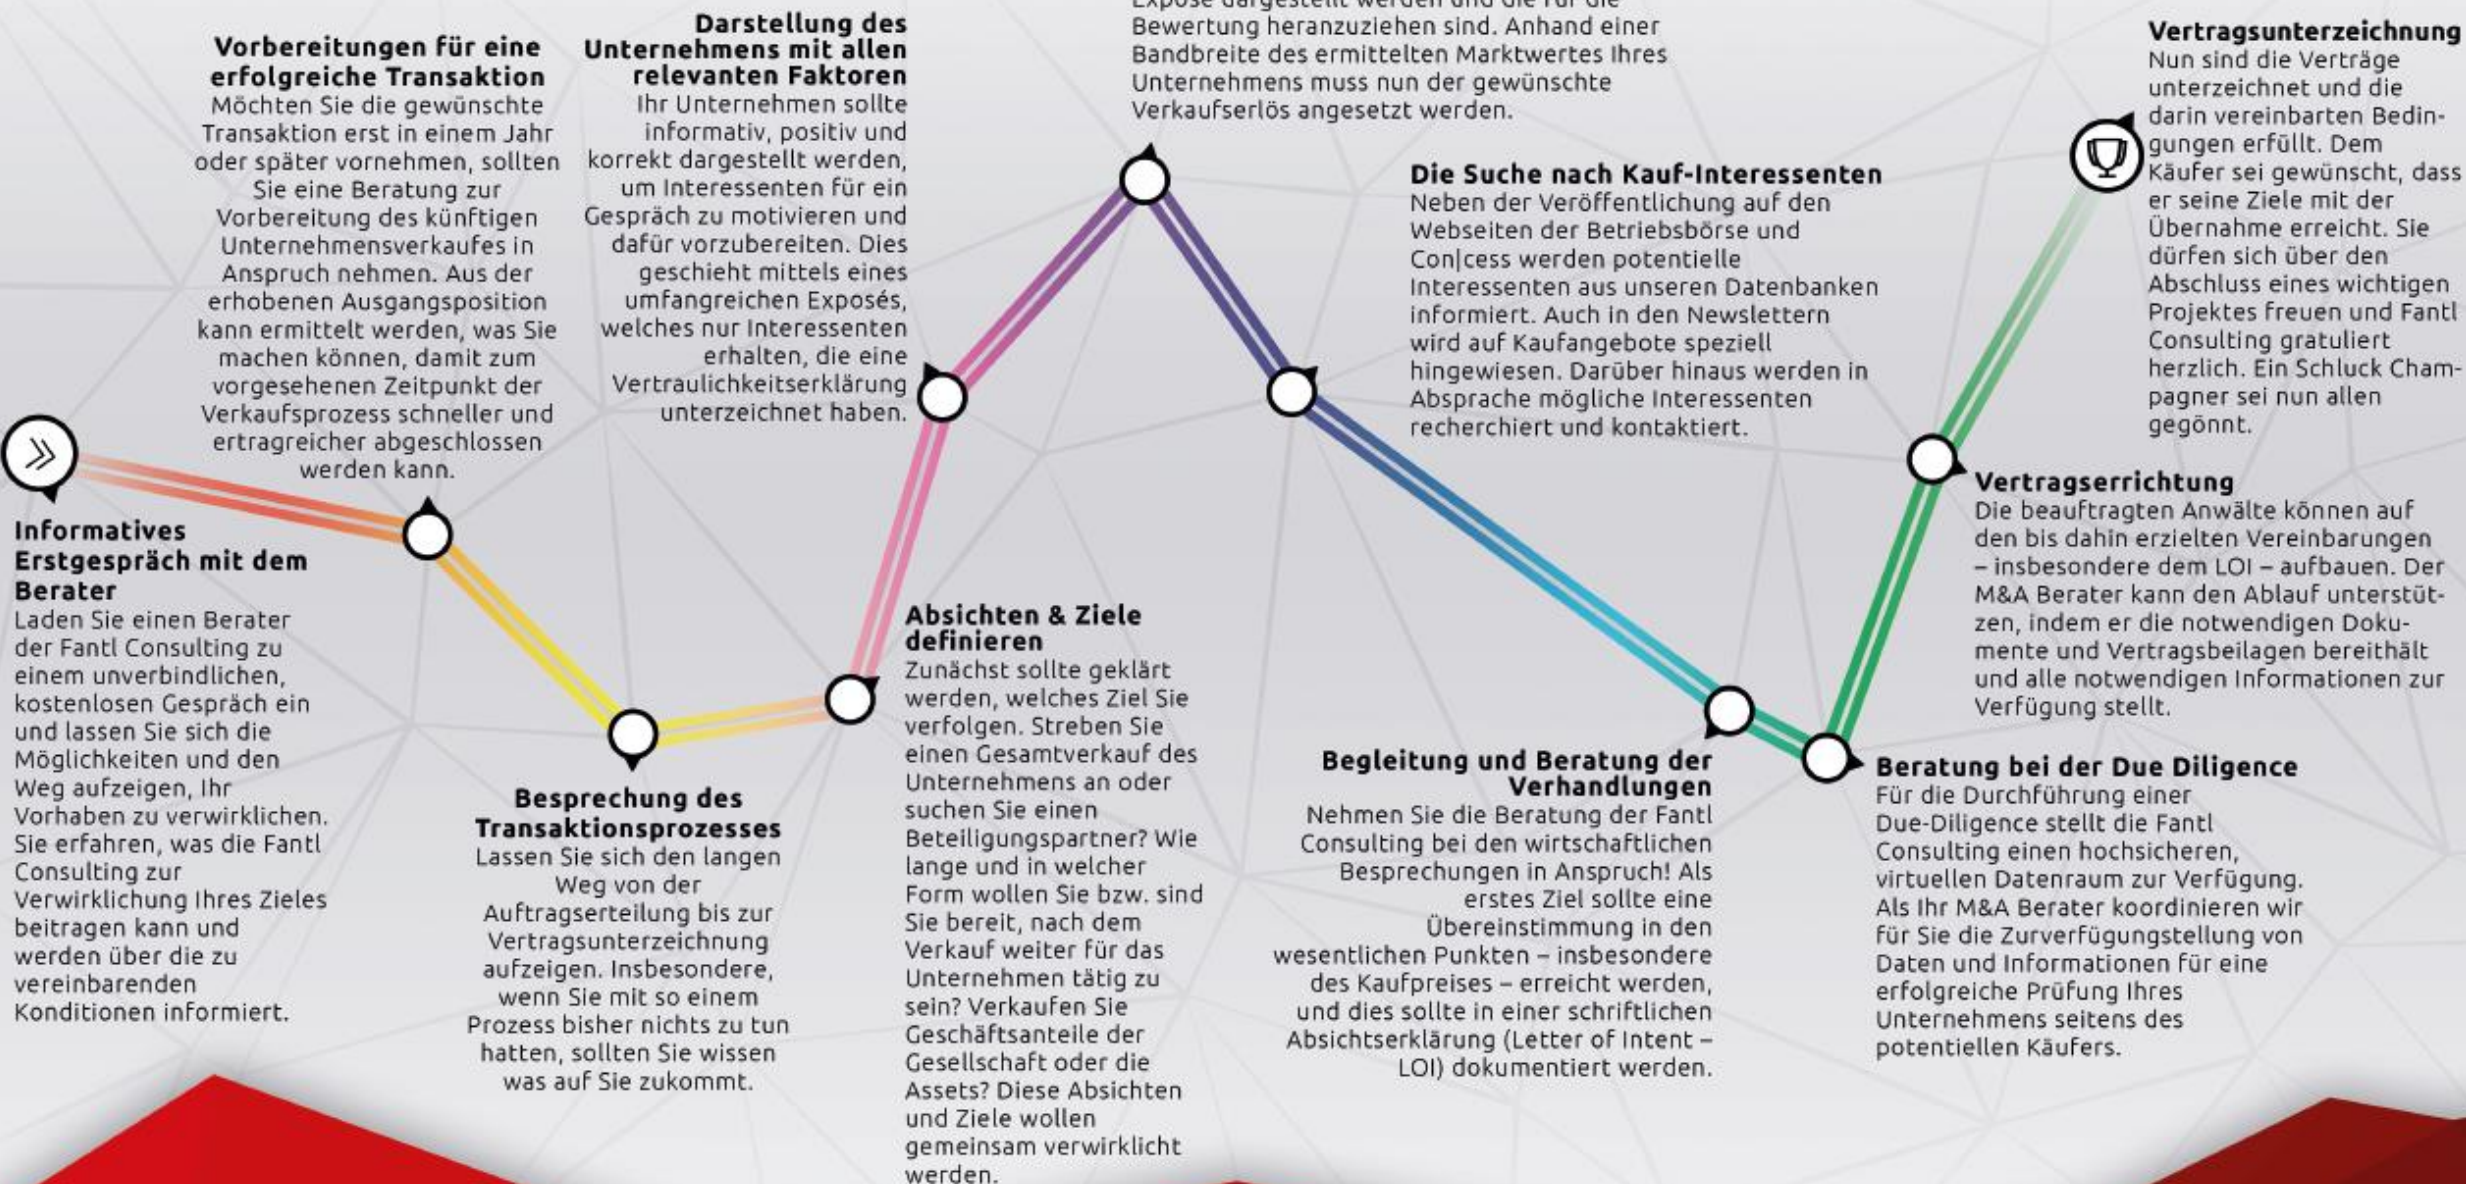 Informatives
Erstgespräch mit dem
Berater
Laden Sie einen Berater
der Fantl Consulting zu
einem unverbindlichen,
kostenlosen Gespräch ein
und lassen Sie sich die
Möglichkeiten und den
Weg aufzeigen, Ihr
Vorhaben zu verwirklichen.
Sie erfahren, was die Fantl
Consulting zur
Verwirklichung Ihres Zieles
beitragen kann und
werden über die zu
vereinbarenden
Konditionen informiert.
Vorbereitungen für eine
erfolgreiche Transaktion
Möchten Sie die gewünschte
Transaktion erst in einem Jahr
oder später vornehmen, sollten
Sie eine Beratung zur
Vorbereitung des künftigen
Unternehmensverkaufes in
Anspruch nehmen. Aus der
erhobenen Ausgangsposition
kann ermittelt werden, was Sie
machen können, damit zum
vorgesehenen Zeitpunkt der
Verkaufsprozess schneller und
ertragreicher abgeschlossen
werden kann.
Besprechung des
Transaktionsprozesses
Lassen Sie sich den langen
Weg von der
Auftragserteilung bis zur
Vertragsunterzeichnung
aufzeigen. Insbesondere,
wenn Sie mit so einem
Prozess bisher nichts zu tun
hatten, sollten Sie wissen
was auf Sie zukommt.
Absichten & Ziele
definieren
Zunächst sollte geklärt
werden, welches Ziel Sie
verfolgen. Streben Sie
einen Gesamtverkauf des
Unternehmens an oder
suchen Sie einen
Beteiligungspartner? Wie
lange und in welcher
Form wollen Sie bzw. sind
Sie bereit, nach dem
Verkauf weiter für das
Unternehmen tätig zu
sein? Verkaufen Sie
Geschäftsanteile der
Gesellschaft oder die
Assets? Diese Absichten
und Ziele wollen
gemeinsam verwirklicht
werden.
Darstellung des
Unternehmens mit allen
relevanten Faktoren
Ihr Unternehmen sollte
informativ, positiv und
korrekt dargestellt werden,
um Interessenten für ein
Gespräch zu motivieren und
dafür vorzubereiten. Dies
geschieht mittels eines
umfangreichen Exposés,
welches nur Interessenten
erhalten, die eine
Vertraulichkeitserklärung
unterzeichnet haben.
Exposé dargestellt werden und die für die
Bewertung heranzuziehen sind. Anhand einer
Bandbreite des ermittelten Marktwertes Ihres
Unternehmens muss nun der gewünschte
Verkaufserlös angesetzt werden.
Die Suche nach Kauf-Interessenten
Neben der Veröffentlichung auf den
Webseiten der Betriebsbörse und
Con|cess werden potentielle
Interessenten aus unseren Datenbanken
informiert. Auch in den Newslettern
wird auf Kaufangebote speziell
hingewiesen. Darüber hinaus werden in
Absprache mögliche Interessenten
recherchiert und kontaktiert.
Begleitung und Beratung der
Verhandlungen
Nehmen Sie die Beratung der Fantl
Consulting bei den wirtschaftlichen
Besprechungen in Anspruch! Als
erstes Ziel sollte eine
Übereinstimmung in den
wesentlichen Punkten – insbesondere
des Kaufpreises – erreicht werden,
und dies sollte in einer schriftlichen
Absichtserklärung (Letter of Intent –
LOI) dokumentiert werden.
Beratung bei der Due Diligence
Für die Durchführung einer
Due-Diligence stellt die Fantl
Consulting einen hochsicheren,
virtuellen Datenraum zur Verfügung.
Als Ihr M&A Berater koordinieren wir
für Sie die Zurverfügungstellung von
Daten und Informationen für eine
erfolgreiche Prüfung Ihres
Unternehmens seitens des
potentiellen Käufers.
Vertragserrichtung
Die beauftragten Anwälte können auf
den bis dahin erzielten Vereinbarungen
– insbesondere dem LOI – aufbauen. Der
M&A Berater kann den Ablauf unterstüt-
zen, indem er die notwendigen Doku-
mente und Vertragsbeilagen bereithält
und alle notwendigen Informationen zur
Verfügung stellt.
Vertragsunterzeichnung
Nun sind die Verträge
unterzeichnet und die
darin vereinbarten Bedin-
gungen erfüllt. Dem
Käufer sei gewünscht, dass
er seine Ziele mit der
Übernahme erreicht. Sie
dürfen sich über den
Abschluss eines wichtigen
Projektes freuen und Fantl
Consulting gratuliert
herzlich. Ein Schluck Cham-
pagner sei nun allen
gegönnt.